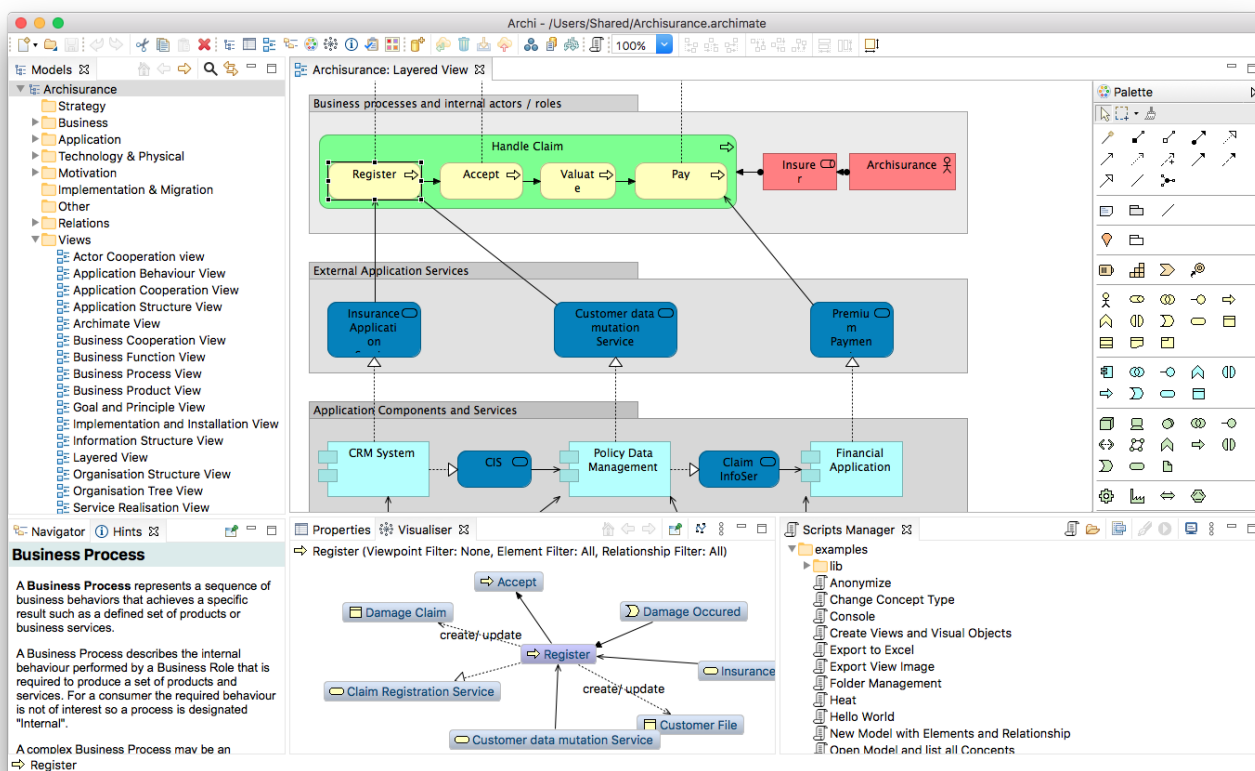 Archi - /Users/Shared/Archisurance.archimate
100%
Models
Archisurance
Strategy
Business
Application
Technology & Physical
Motivation
Implementation & Migration
Other
Relations
Views
Actor Cooperation view
Application Behaviour View
Application Cooperation View
Application Structure View
Archimate View
Business Cooperation View
Business Function View
Business Process View
Business Product View
Goal and Principle View
Implementation and Installation View
Information Structure View
Layered View
Organisation Structure View
Organisation Tree View
Service Realisation View
Archisurance: Layered View
Business processes and internal actors / roles
Handle Claim
Register
Accept
Valuat
e
Pay
Insure
r
Archisurance
External Application Services
Insurance
Applicati
on
Customer data
mutation
Service
Premiu
m
Paymen
Application Components and Services
CRM System
CIS
Policy Data
Management
Claim
InfoSer
Financial
Application
Palette
Navigator
Hints
Business Process
A Business Process represents a sequence of
business behaviors that achieves a specific
result such as a defined set of products or
business services.
A Business Process describes the internal
behaviour performed by a Business Role that is
required to produce a set of products and
services. For a consumer the required behaviour
is not of interest so a process is designated
"Internal".
A complex Business Process may be an
Register
Properties
Visualiser
Register (Viewpoint Filter: None, Element Filter: All, Relationship Filter: All)
Accept
Damage Claim
Damage Occured
create/ update
Register
Insurance
Claim Registration Service
create/ update
Customer File
Customer data mutation Service
Scripts Manager
examples
lib
Anonymize
Change Concept Type
Console
Create Views and Visual Objects
Export to Excel
Export View Image
Folder Management
Heat
Hello World
New Model with Elements and Relationship
Open Model and list all Concepts